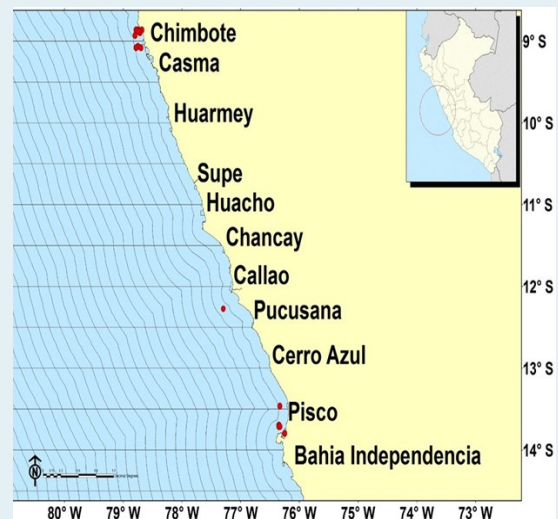 Chimbote
9° S
Casma
Huarmey
10° S
Supe
Huacho
11° S
Chancay
Callao
12° S
Pucusana
Cerro Azul
13° S
Pisco
Bahia Independencia
14° S
N
80° W 79° W 78° W 77° W 76° W 75° W 74° W 73° W